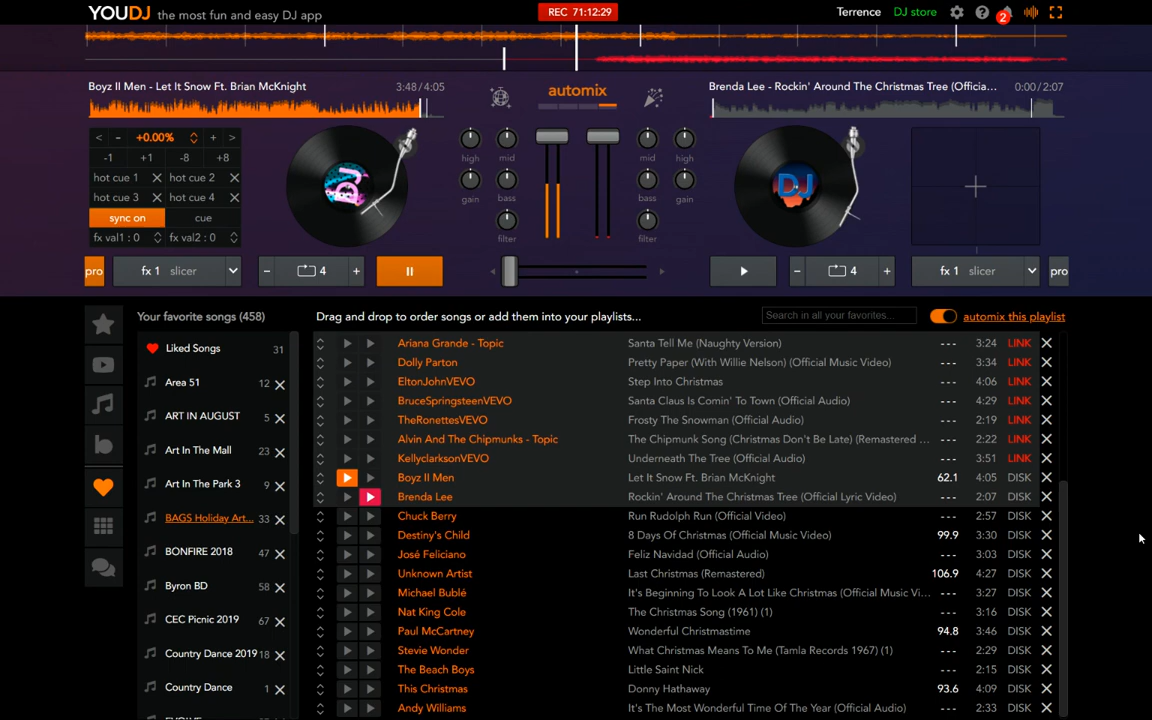 YOUDJ the most fun and easy DJ app
REC 71:12:29
Terrence DJ store 2
Boyz II Men - Let It Snow Ft. Brian McKnight 3:48/4:05
automix
Brenda Lee - Rockin' Around The Christmas Tree (Officia... 0:00/2:07
< - +0.00% + >
-1 +1 -8 +8
hot cue 1 hot cue 2
hot cue 3 hot cue 4
sync on cue
fx val1 : 0 fx val2 : 0
high mid mid high
gain bass bass gain
filter filter
DJ
pro fx 1 slicer - 4 +
- 4 + fx 1 slicer pro
Your favorite songs (458)
Drag and drop to order songs or add them into your playlists...
Search in all your favorites...
automix this playlist
Liked Songs 31
Area 51 12
ART IN AUGUST 5
Art In The Mall 23
Art In The Park 3 9
BAGS Holiday Art... 33
BONFIRE 2018 47
Byron BD 58
CEC Picnic 2019 67
Country Dance 2019 18
Country Dance 1
Ariana Grande - Topic Santa Tell Me (Naughty Version) --- 3:24 LINK
Dolly Parton Pretty Paper (With Willie Nelson) (Official Music Video) --- 3:34 LINK
EltonJohnVEVO Step Into Christmas --- 4:06 LINK
BruceSpringsteenVEVO Santa Claus Is Comin' To Town (Official Audio) --- 4:29 LINK
TheRonettesVEVO Frosty The Snowman (Official Audio) --- 2:19 LINK
Alvin And The Chipmunks - Topic The Chipmunk Song (Christmas Don't Be Late) (Remastered ... --- 2:22 LINK
KellyclarksonVEVO Underneath The Tree (Official Audio) --- 3:51 LINK
Boyz II Men Let It Snow Ft. Brian McKnight 62.1 4:05 DISK
Brenda Lee Rockin' Around The Christmas Tree (Official Lyric Video) --- 2:07 DISK
Chuck Berry Run Rudolph Run (Official Video) --- 2:57 DISK
Destiny's Child 8 Days Of Christmas (Official Music Video) 99.9 3:30 DISK
José Feliciano Feliz Navidad (Official Audio) --- 3:03 DISK
Unknown Artist Last Christmas (Remastered) 106.9 4:27 DISK
Michael Bublé It's Beginning To Look A Lot Like Christmas (Official Music Vi... --- 3:27 DISK
Nat King Cole The Christmas Song (1961) (1) --- 3:16 DISK
Paul McCartney Wonderful Christmastime 94.8 3:46 DISK
Stevie Wonder What Christmas Means To Me (Tamla Records 1967) (1) --- 2:29 DISK
The Beach Boys Little Saint Nick --- 2:15 DISK
This Christmas Donny Hathaway 93.6 4:09 DISK
Andy Williams It's The Most Wonderful Time Of The Year (Official Audio) --- 2:33 DISK